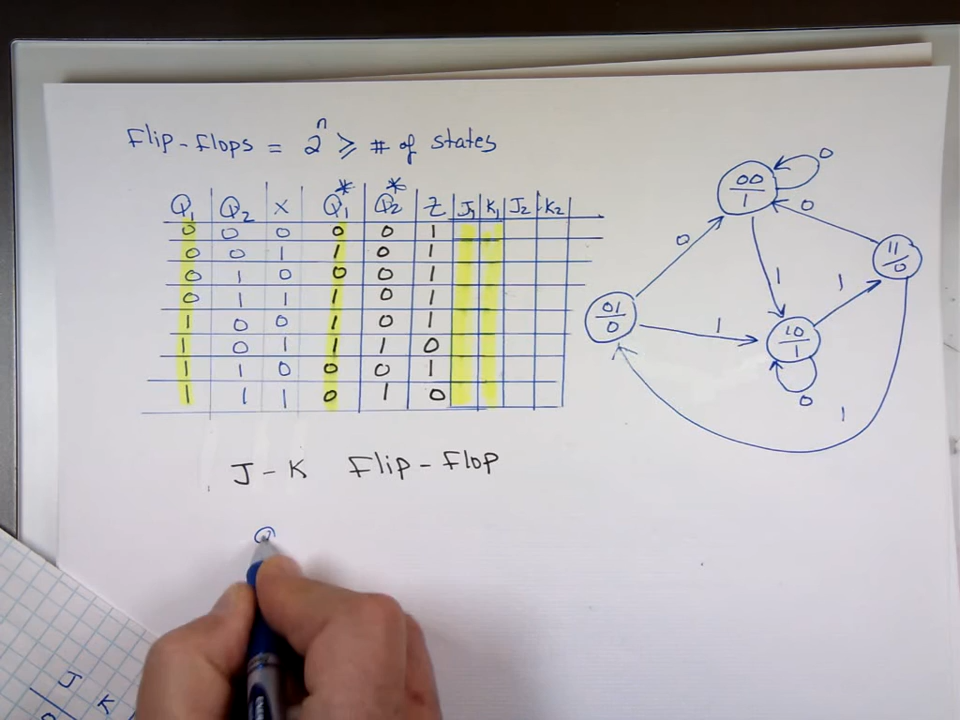 Flip-Flops = 2^n ≥ # of states
Q1 Q2 X Q1* Q2* Z J1 K1 J2 K2
0 0 0 0 0 1
0 0 1 1 0 1
0 1 0 0 0 1
0 1 1 1 0 1
1 0 0 1 0 1
1 0 1 1 1 0
1 1 0 0 0 1
1 1 1 0 1 0
J-K Flip-Flop
Q
00
1
0
0
0
11
0
1
1
01
0
1
10
1
0
1
J
K